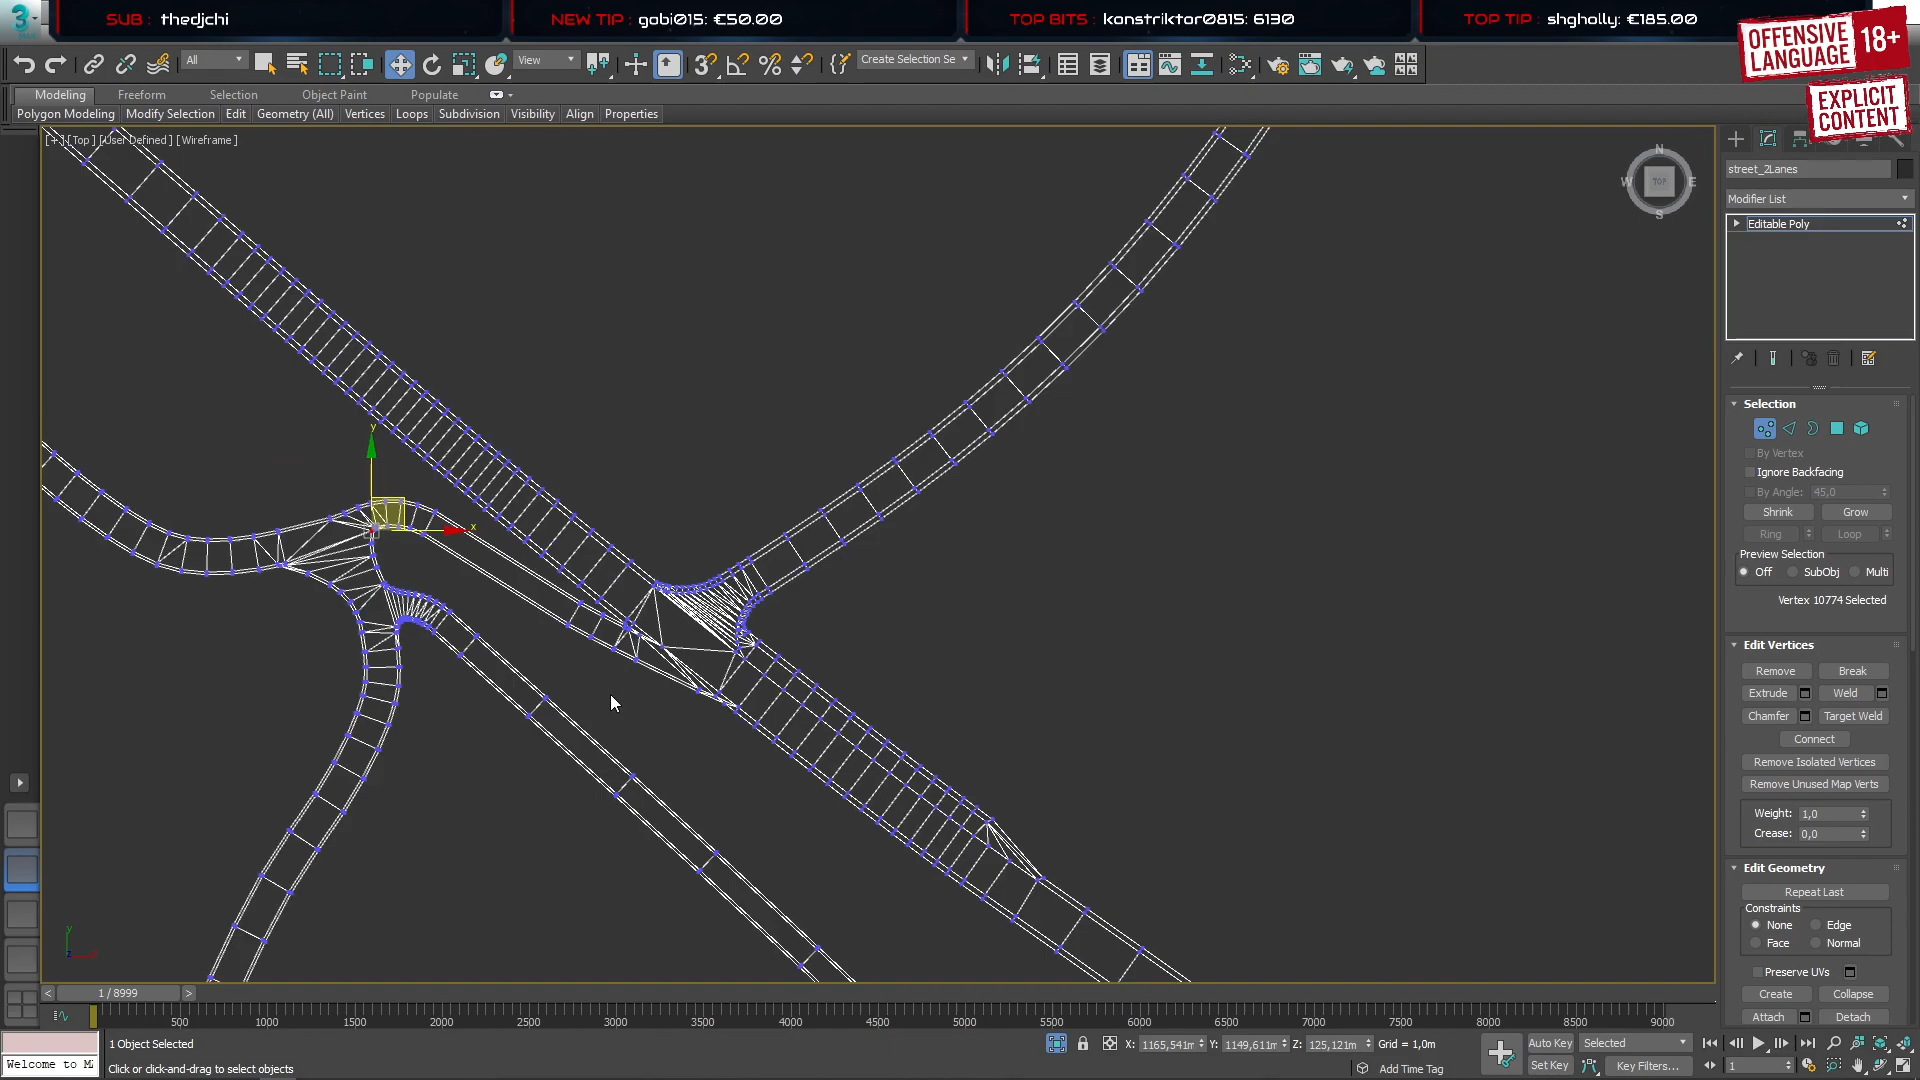 SUB : thedjchi
NEW TIP : gobi015: €50.00
TOP BITS : konstriktor0815: 6130
TOP TIP : shgholly: €185.00
OFFENSIVE LANGUAGE 18+
EXPLICIT CONTENT
3
All
View
Create Selection Se
Modeling
Freeform
Selection
Object Paint
Populate
Polygon Modeling
Modify Selection
Edit
Geometry (All)
Vertices
Loops
Subdivision
Visibility
Align
Properties
[+] [Top ] [User Defined ] [Wireframe ]
N
W TOP E
S
y
x
street_2Lanes
Modifier List
Editable Poly
Selection
By Vertex
Ignore Backfacing
By Angle: 45,0
Shrink Grow
Ring Loop
Preview Selection
Off SubObj Multi
Vertex 10774 Selected
Edit Vertices
Remove Break
Extrude Weld
Chamfer Target Weld
Connect
Remove Isolated Vertices
Remove Unused Map Verts
Weight: 1,0
Crease: 0,0
Edit Geometry
Repeat Last
Constraints
None Edge
Face Normal
Preserve UVs
Create Collapse
Attach Detach
< 1 / 8999 >
500 1000 1500 2000 2500 3000 3500 4000 4500 5000 5500 6000 6500 7000 7500 8000 8500 9000
1 Object Selected
X: 1165,541m Y: 1149,611m Z: 125,121m Grid = 1,0m
Auto Key Selected
Welcome to M
Click or click-and-drag to select objects
Add Time Tag
Set Key Key Filters...
1